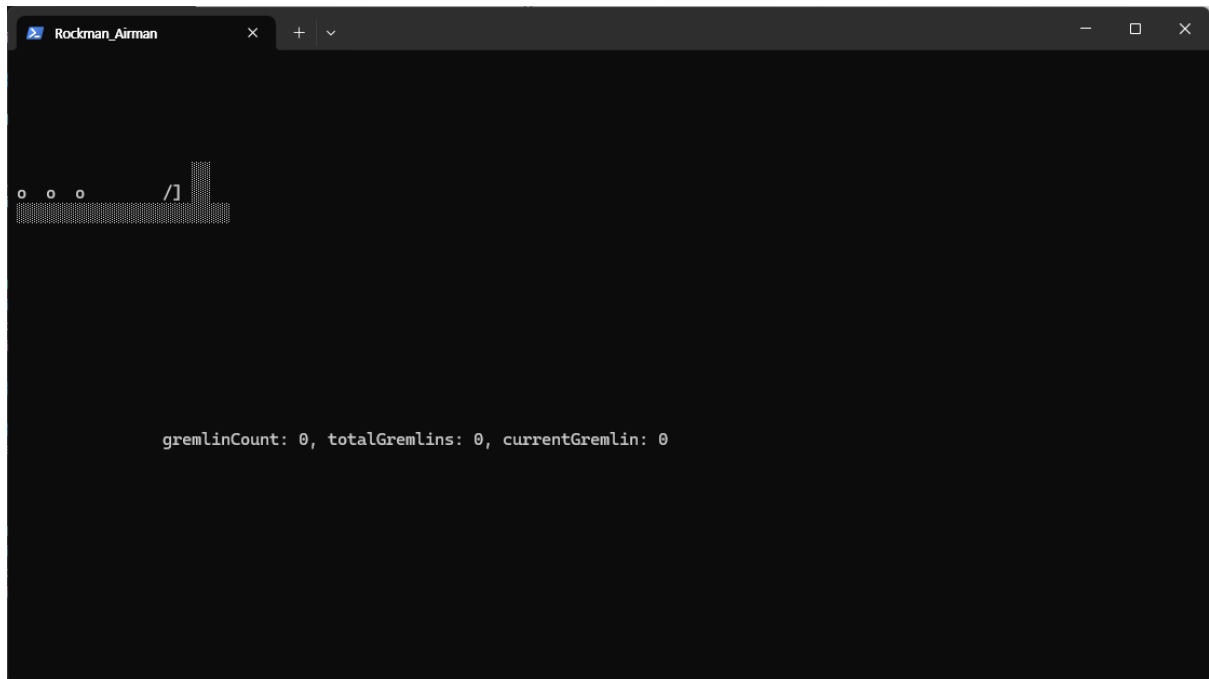 Rockman_Airman
o  o  o        /] ░░
░░░░░░░░░░░░░░░░░░░░░░
gremlinCount: 0, totalGremlins: 0, currentGremlin: 0